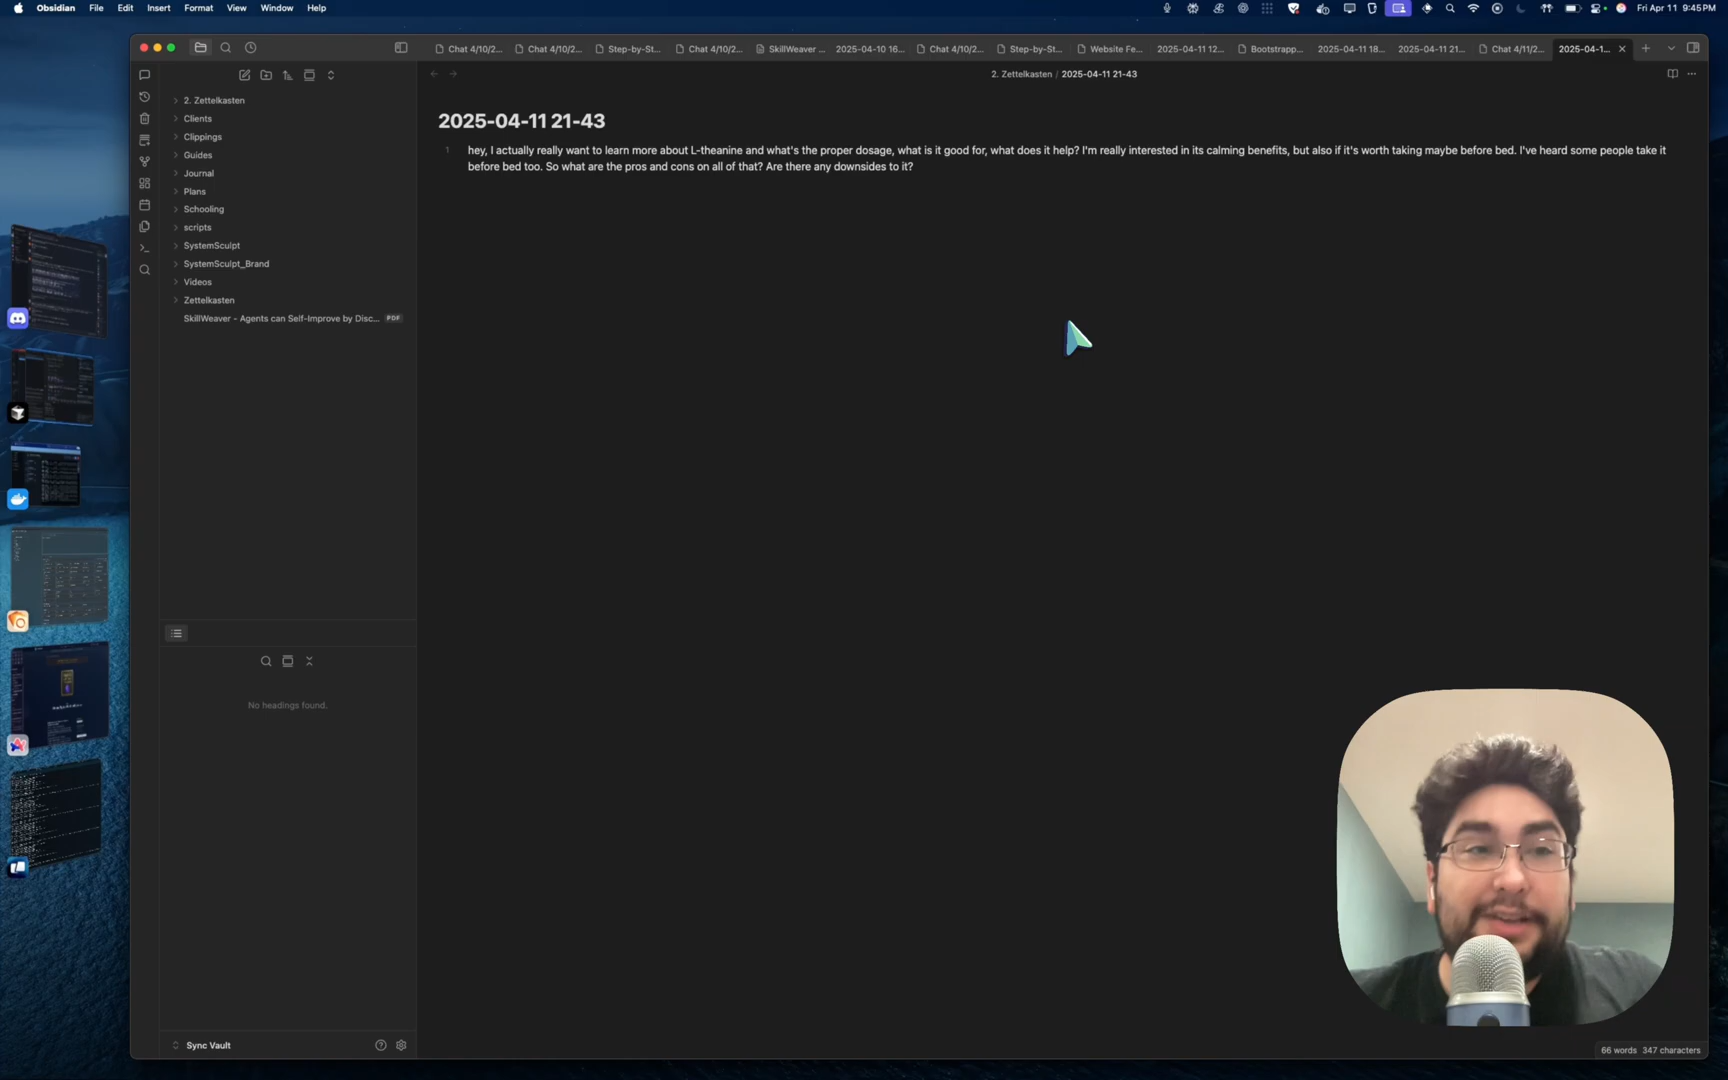 Obsidian File Edit Insert Format View Window Help
Fri Apr 11 9:45PM
Chat 4/10/2...
Chat 4/10/2...
Step-by-St...
Chat 4/10/2...
SkillWeaver ...
2025-04-10 16...
Chat 4/10/2...
Step-by-St...
Website Fe...
2025-04-11 12...
Bootstrapp...
2025-04-11 18...
2025-04-11 21...
Chat 4/11/2...
2025-04-1...
2. Zettelkasten / 2025-04-11 21-43
2. Zettelkasten
Clients
Clippings
Guides
Journal
Plans
Schooling
scripts
SystemSculpt
SystemSculpt_Brand
Videos
Zettelkasten
SkillWeaver - Agents can Self-Improve by Disc... PDF
No headings found.
Sync Vault
2025-04-11 21-43
1 hey, I actually really want to learn more about L-theanine and what's the proper dosage, what is it good for, what does it help? I'm really interested in its calming benefits, but also if it's worth taking maybe before bed. I've heard some people take it
before bed too. So what are the pros and cons on all of that? Are there any downsides to it?
66 words 347 characters